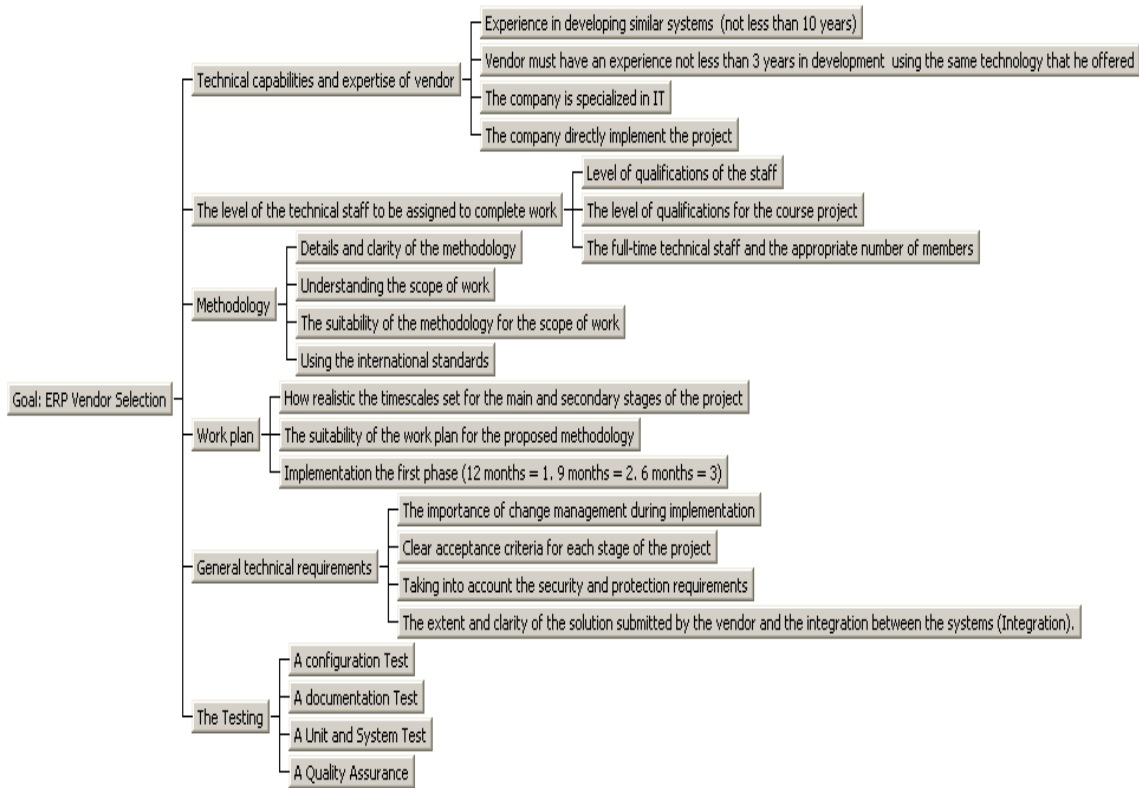 Goal: ERP Vendor Selection
Technical capabilities and expertise of vendor
Experience in developing similar systems (not less than 10 years)
Vendor must have an experience not less than 3 years in development using the same technology that he offered
The company is specialized in IT
The company directly implement the project
The level of the technical staff to be assigned to complete work
Level of qualifications of the staff
The level of qualifications for the course project
The full-time technical staff and the appropriate number of members
Methodology
Details and clarity of the methodology
Understanding the scope of work
The suitability of the methodology for the scope of work
Using the international standards
Work plan
How realistic the timescales set for the main and secondary stages of the project
The suitability of the work plan for the proposed methodology
Implementation the first phase (12 months = 1. 9 months = 2. 6 months = 3)
General technical requirements
The importance of change management during implementation
Clear acceptance criteria for each stage of the project
Taking into account the security and protection requirements
The extent and clarity of the solution submitted by the vendor and the integration between the systems (Integration).
The Testing
A configuration Test
A documentation Test
A Unit and System Test
A Quality Assurance